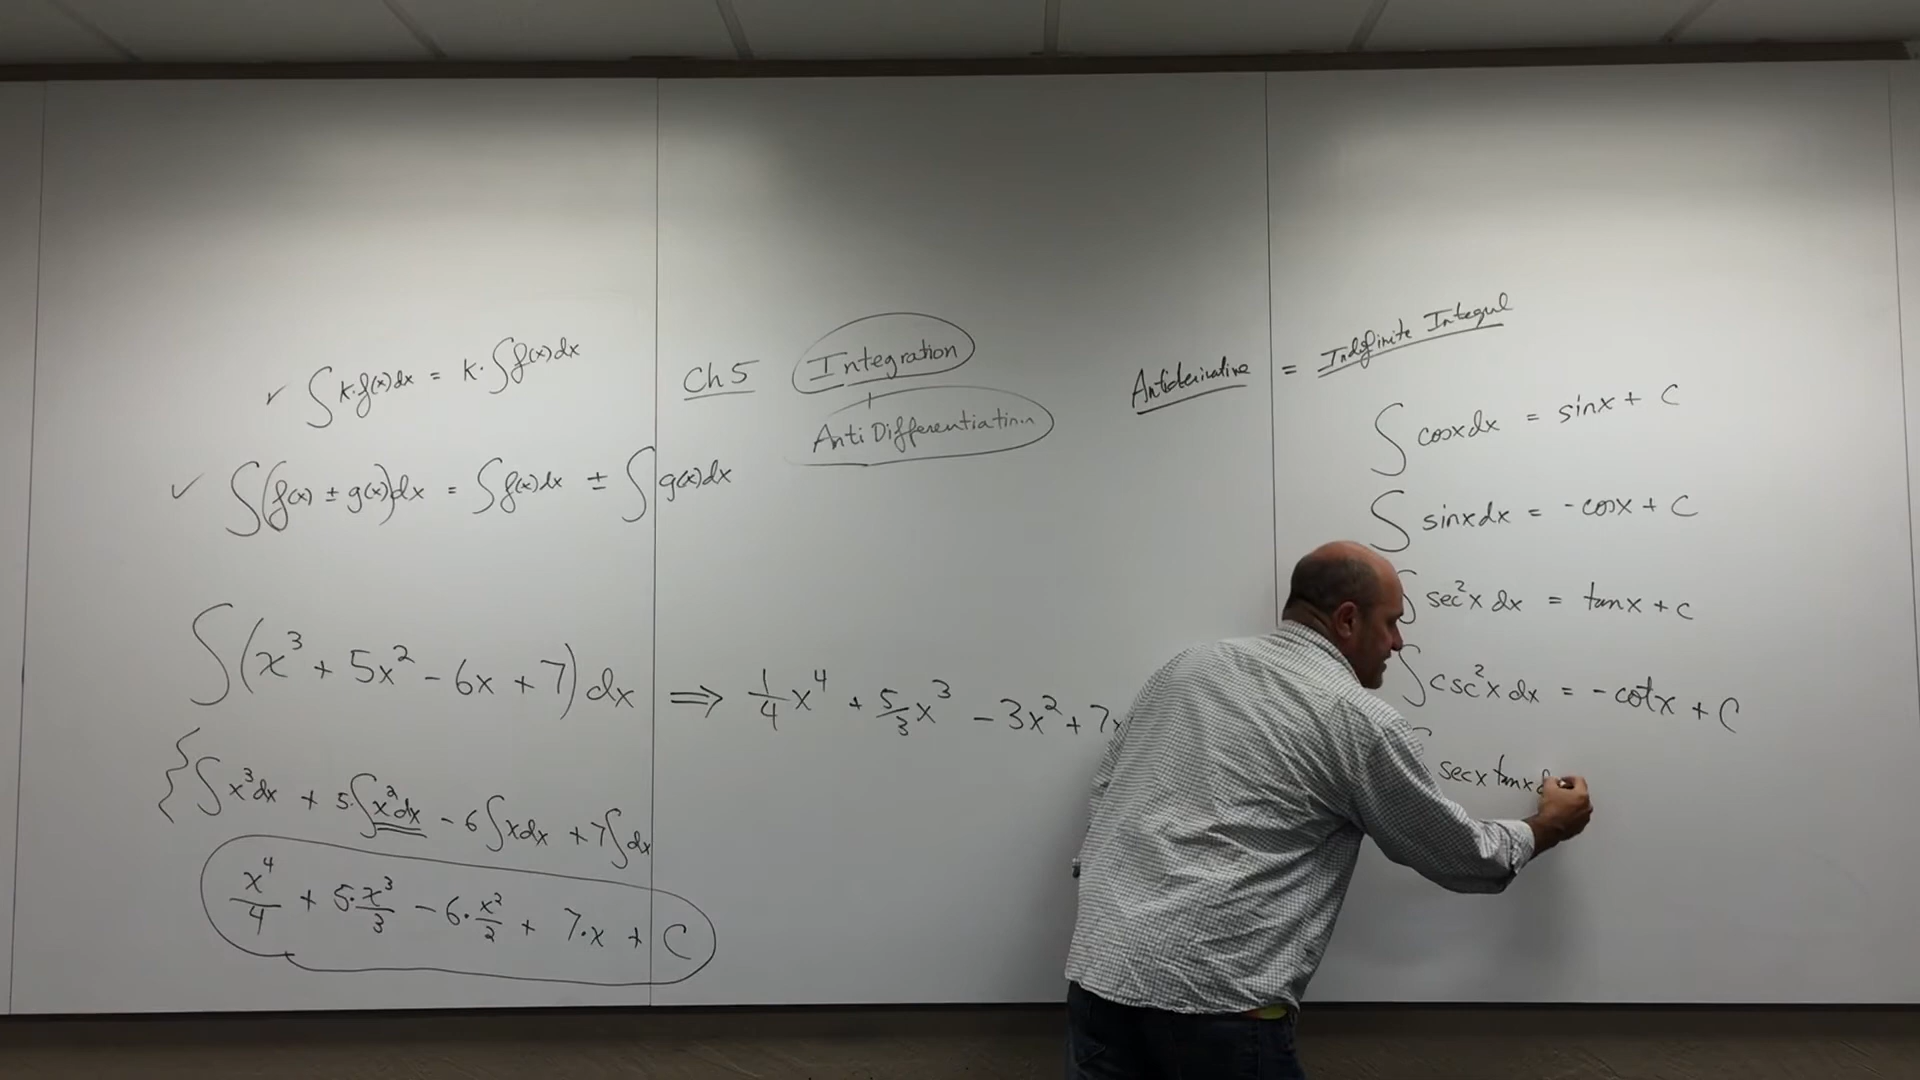 ✓ ∫ k·f(x)dx = k·∫ f(x)dx
✓ ∫(f(x) ± g(x))dx = ∫ f(x)dx ± ∫ g(x)dx
∫(x³ + 5x² - 6x + 7)dx ⟹ 1/4 x⁴ + 5/3 x³ - 3x² + 7x
{∫ x³dx + 5·∫ x²dx - 6∫ xdx + 7∫ dx
x⁴/4 + 5·x³/3 - 6·x²/2 + 7·x + C
Ch 5 Integration
Anti Differentiation
Antiderivative = Indefinite Integral
∫ cosxdx = sinx + C
∫ sinxdx = -cosx + C
∫ sec²x dx = tanx + C
∫ csc²x dx = -cotx + C
∫ secx tanx d